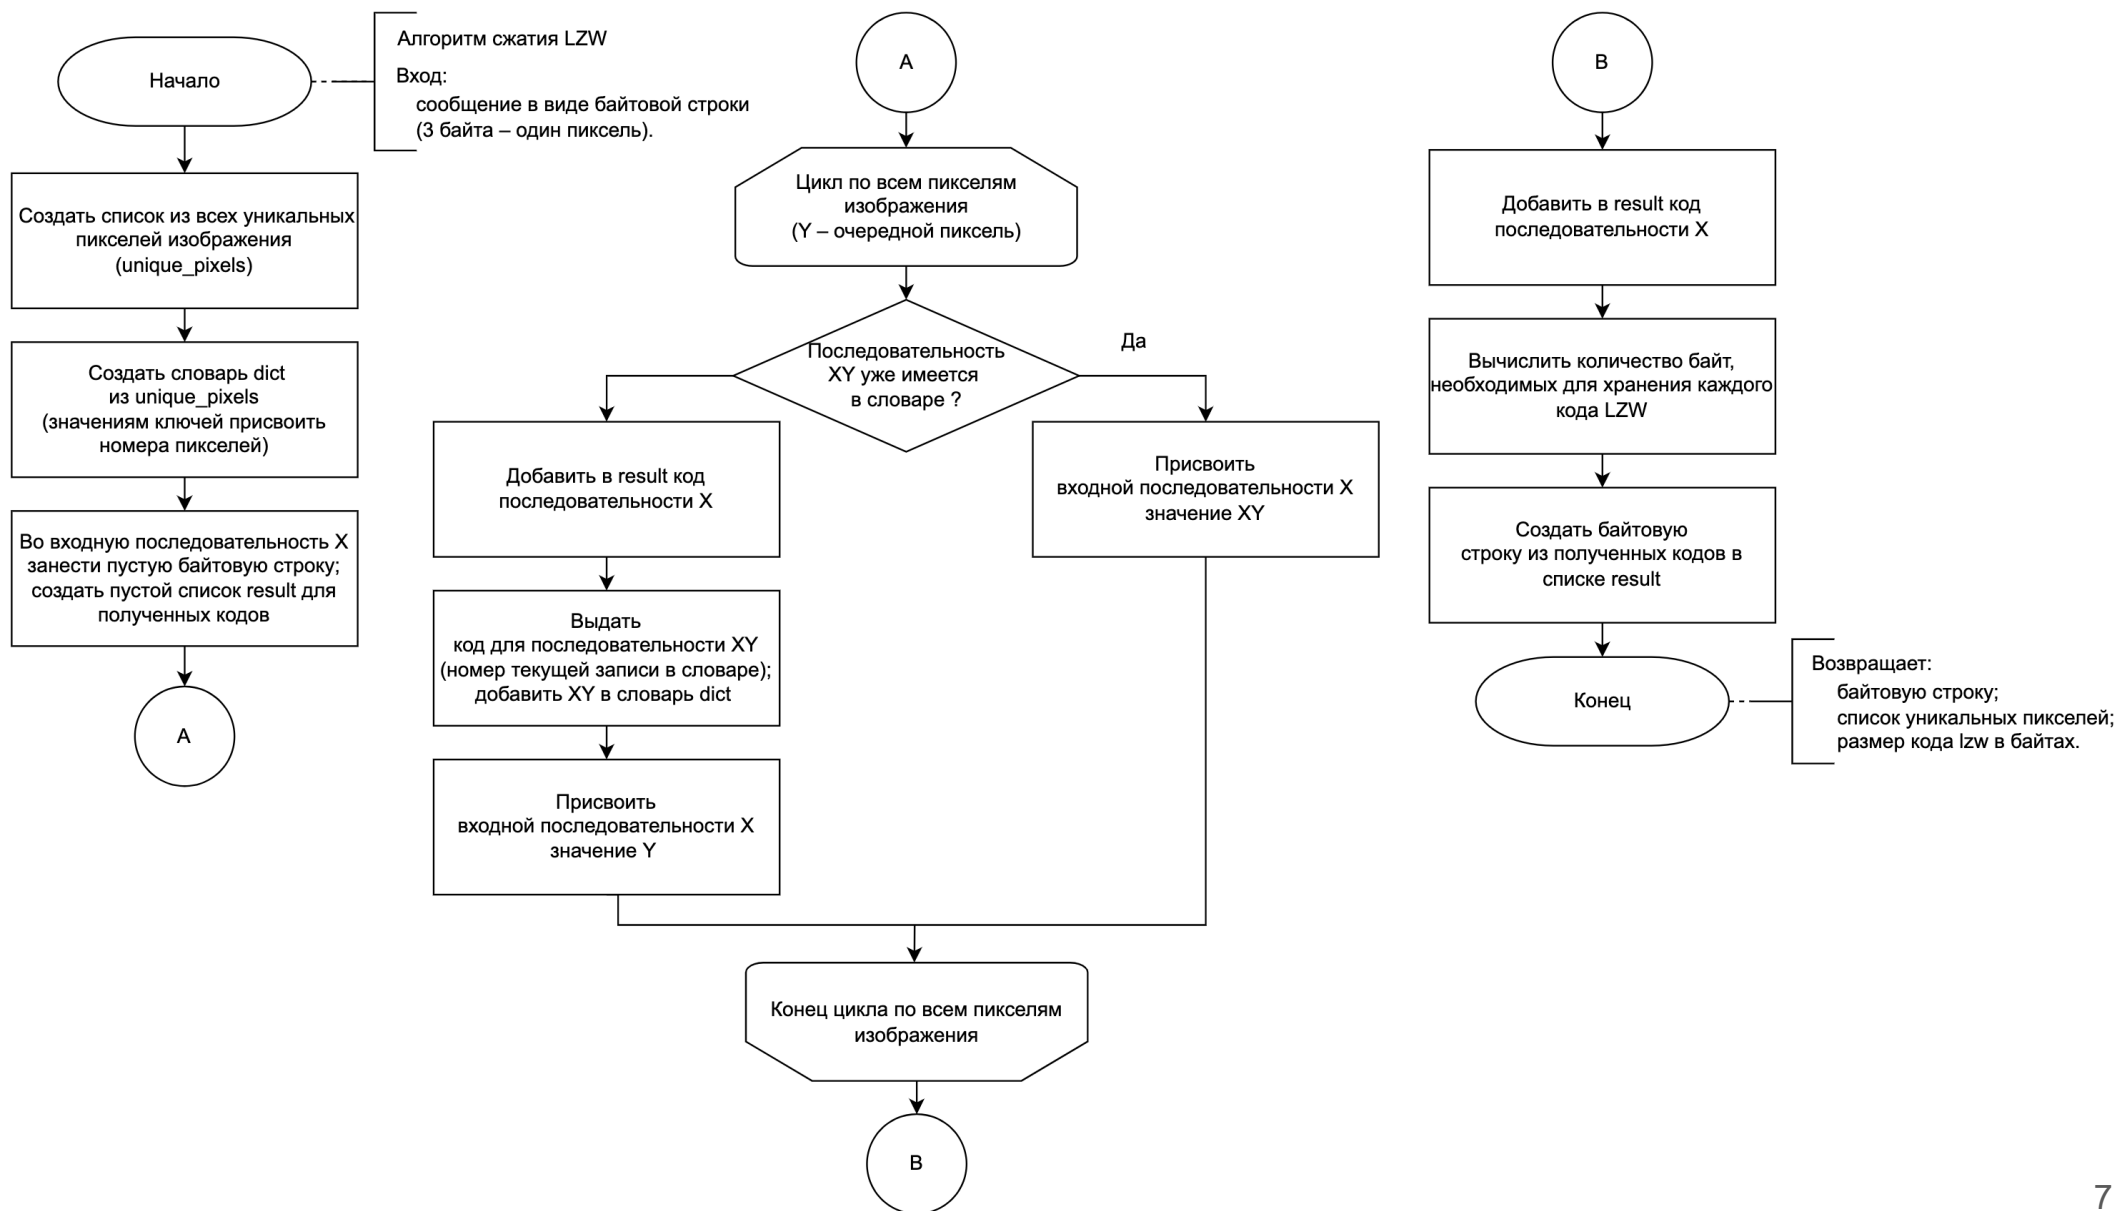 Начало
Алгоритм сжатия LZW
Вход:
сообщение в виде байтовой строки
(3 байта – один пиксель).
Создать список из всех уникальных
пикселей изображения
(unique_pixels)
Создать словарь dict
из unique_pixels
(значениям ключей присвоить
номера пикселей)
Во входную последовательность X
занести пустую байтовую строку;
создать пустой список result для
полученных кодов
A
A
Цикл по всем пикселям
изображения
(Y – очередной пиксель)
Последовательность
XY уже имеется
в словаре ?
Да
Добавить в result код
последовательности X
Выдать
код для последовательности XY
(номер текущей записи в словаре);
добавить XY в словарь dict
Присвоить
входной последовательности X
значение Y
Присвоить
входной последовательности X
значение XY
Конец цикла по всем пикселям
изображения
B
B
Добавить в result код
последовательности X
Вычислить количество байт,
необходимых для хранения каждого
кода LZW
Создать байтовую
строку из полученных кодов в
списке result
Конец
Возвращает:
байтовую строку;
список уникальных пикселей;
размер кода lzw в байтах.
7